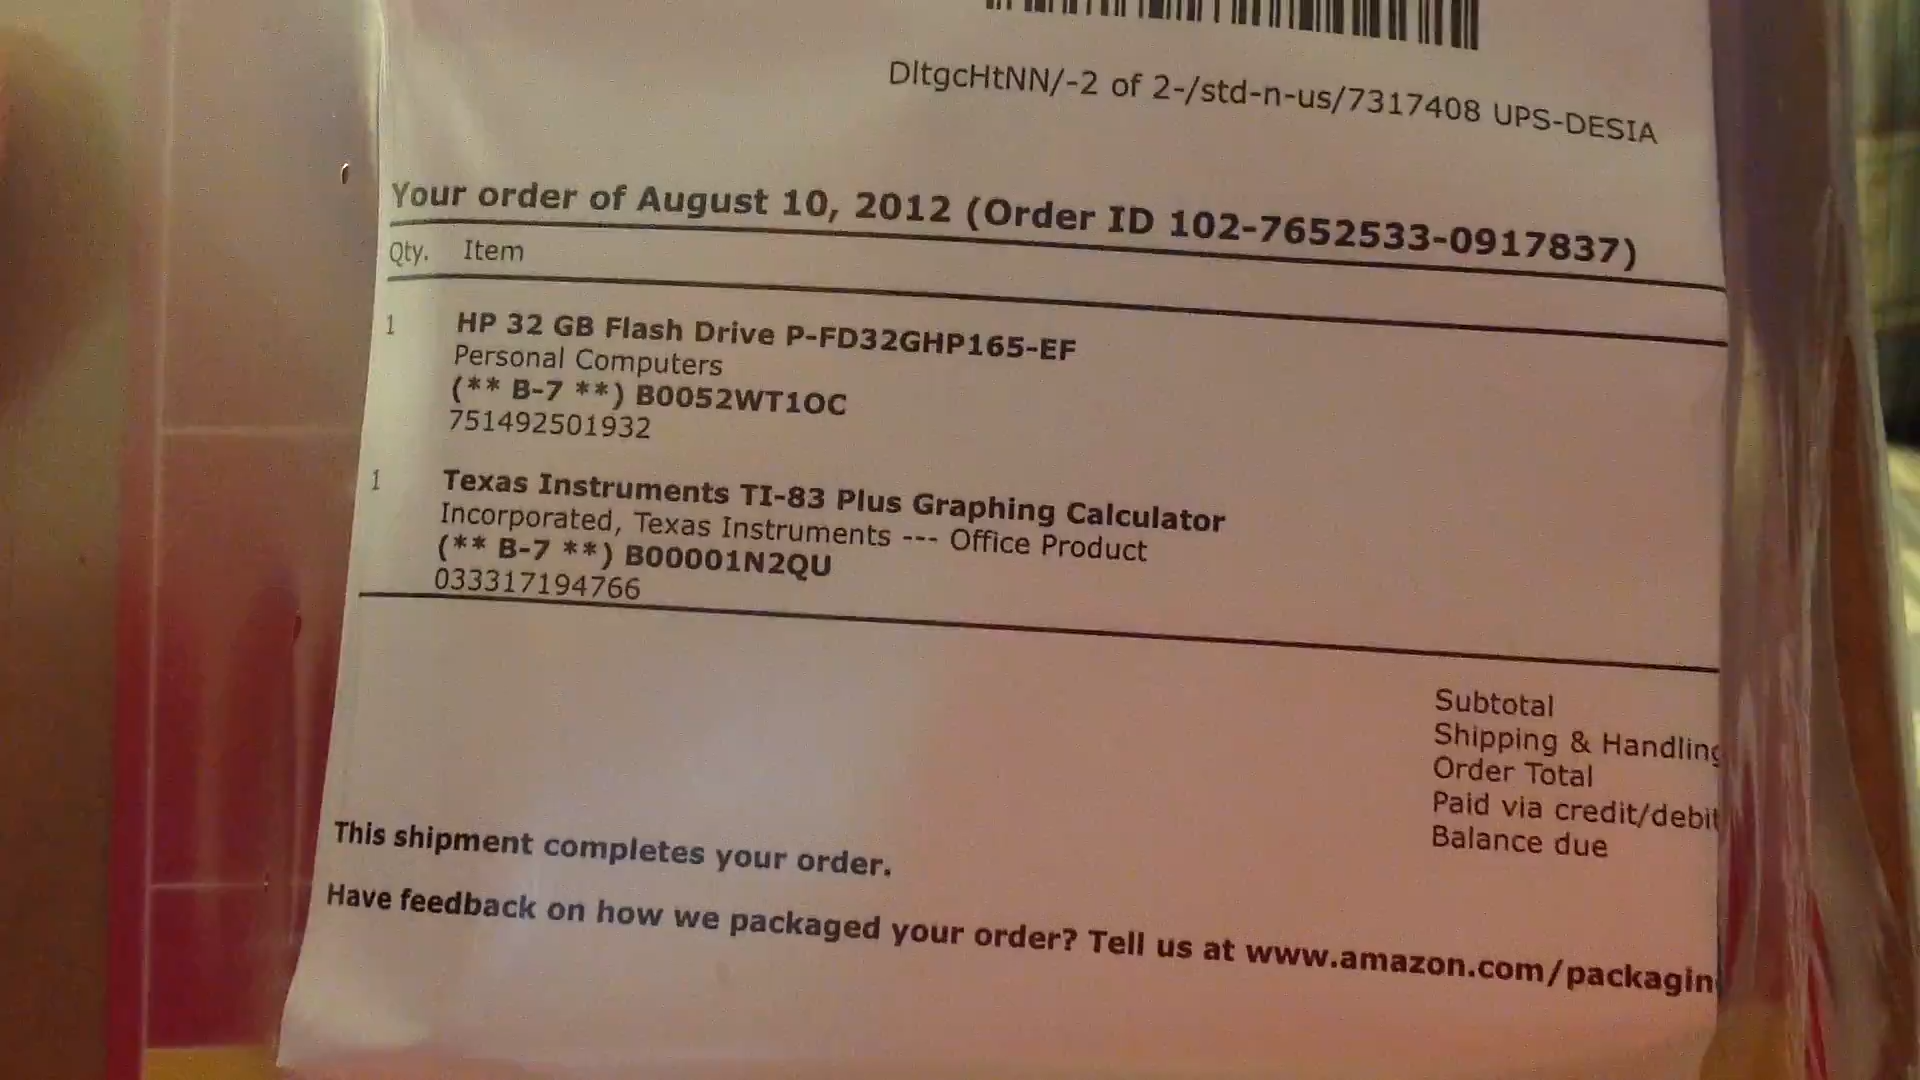 DltgcHtNN/-2 of 2-/std-n-us/7317408 UPS-DESIA
Your order of August 10, 2012 (Order ID 102-7652533-0917837)
Qty. Item
1 HP 32 GB Flash Drive P-FD32GHP165-EF
Personal Computers
(** B-7 **) B0052WT1OC
751492501932
1 Texas Instruments TI-83 Plus Graphing Calculator
Incorporated, Texas Instruments --- Office Product
(** B-7 **) B00001N2QU
033317194766
Subtotal
Shipping & Handling
Order Total
Paid via credit/debit
Balance due
This shipment completes your order.
Have feedback on how we packaged your order? Tell us at www.amazon.com/packagin